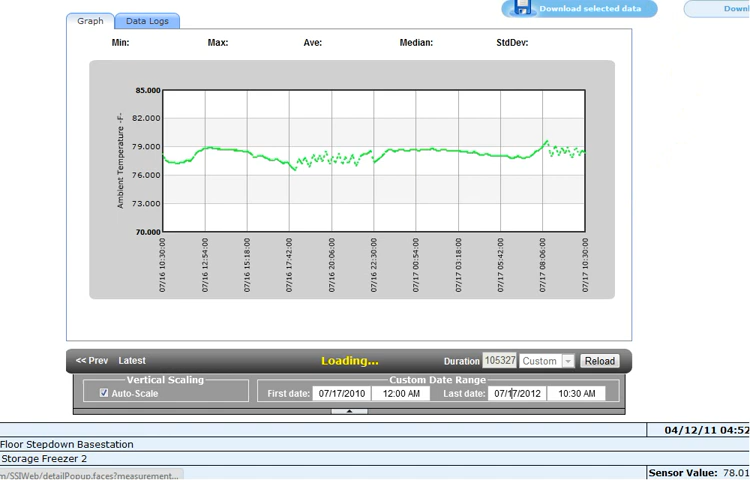 Download selected data
Downl
Graph Data Logs
Min: Max: Ave: Median: StdDev:
85.000
82.000
79.000
76.000
73.000
70.000
Ambient Temperature -F-
07/16 10:30:00
07/16 12:54:00
07/16 15:18:00
07/16 17:42:00
07/16 20:06:00
07/16 22:30:00
07/17 00:54:00
07/17 03:18:00
07/17 05:42:00
07/17 08:06:00
07/17 10:30:00
<< Prev Latest Loading... Duration 105327 Custom Reload
Vertical Scaling Custom Date Range
Auto-Scale First date: 07/17/2010 12:00 AM Last date: 07/17/2012 10:30 AM
04/12/11 04:52
Floor Stepdown Basestation
Storage Freezer 2
m/SSIWeb/detailPopup.faces?measurement...
Sensor Value: 78.01